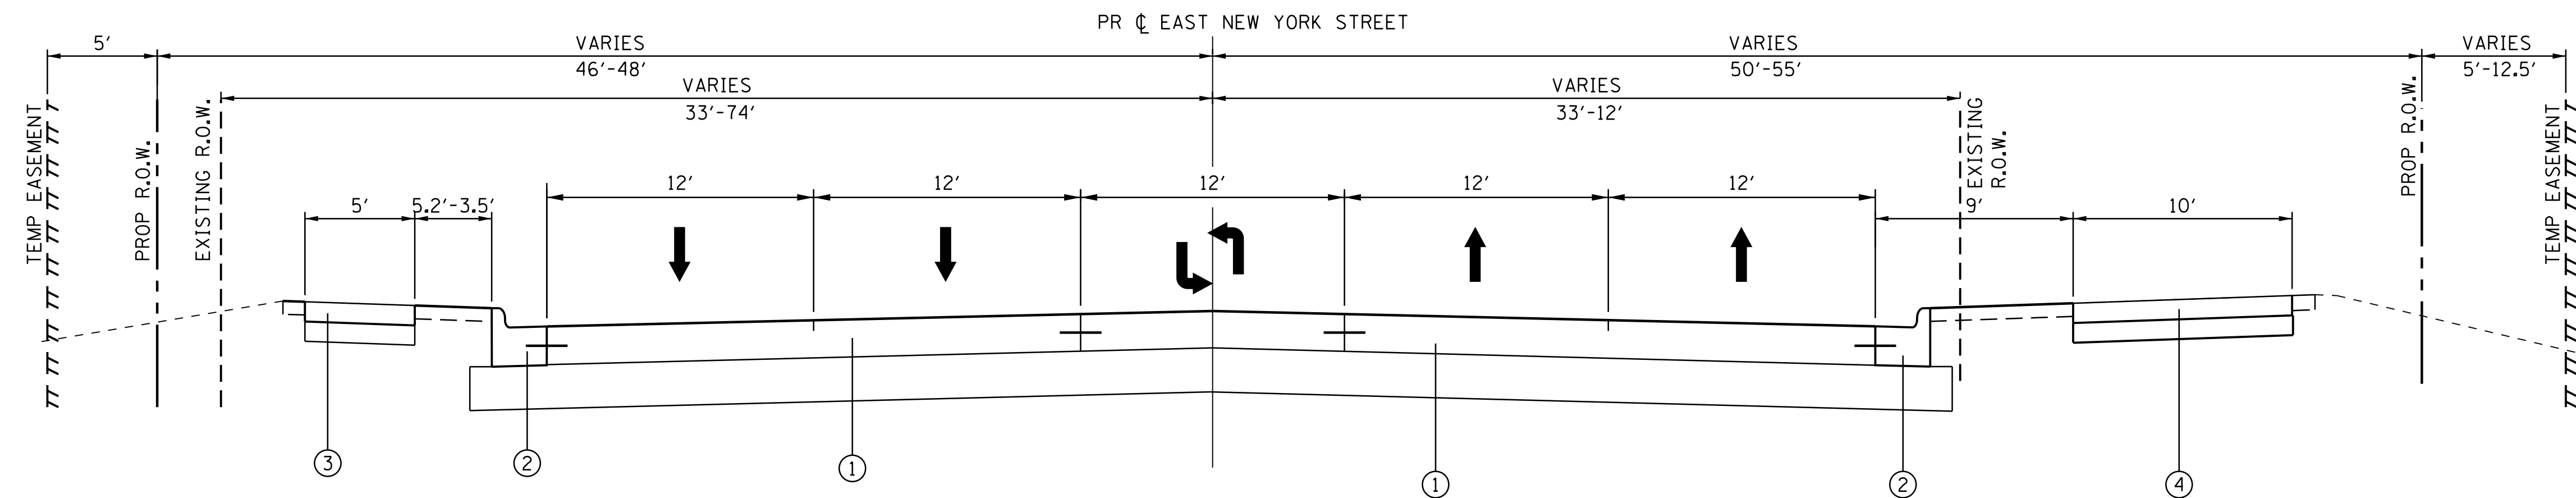 PR ℄ EAST NEW YORK STREET
5'
VARIES
46'-48'
VARIES
50'-55'
VARIES
5'-12.5'
VARIES
33'-74'
VARIES
33'-12'
TEMP EASEMENT
PROP R.O.W.
EXISTING R.O.W.
EXISTING
R.O.W.
PROP R.O.W.
TEMP EASEMENT
5'
5.2'-3.5'
12'
12'
12'
12'
12'
9'
10'
3
2
1
1
2
4